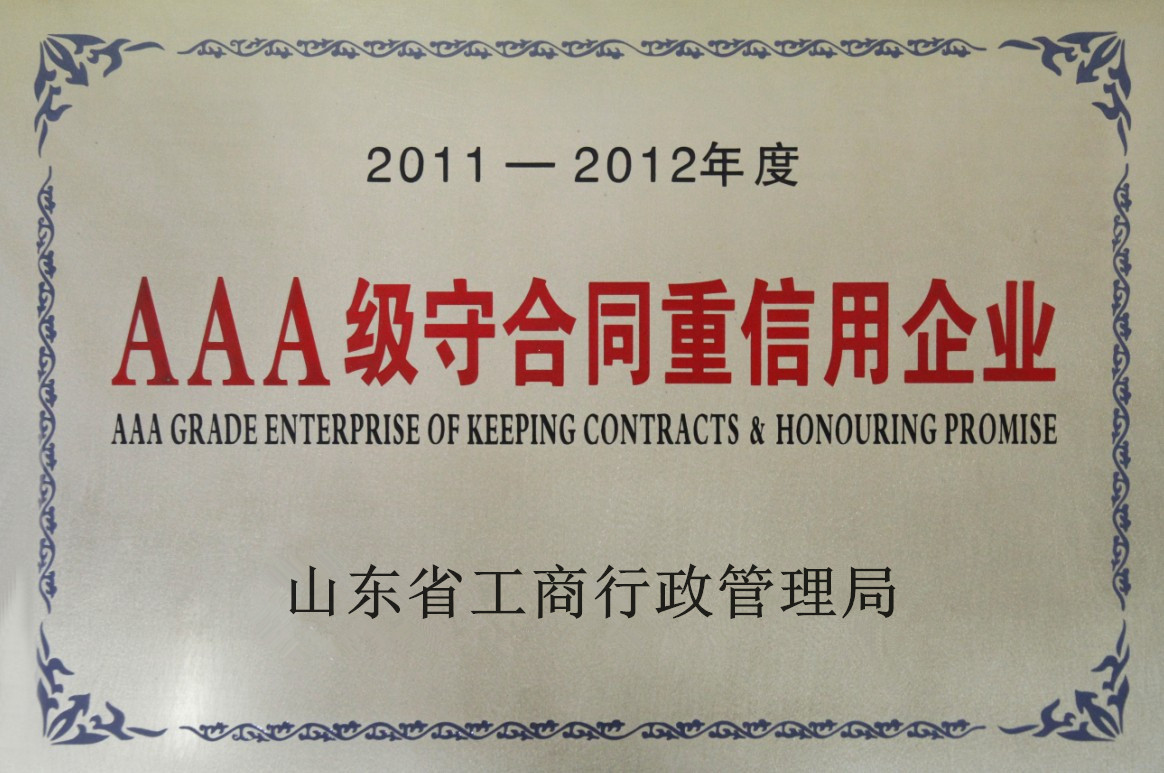 2011 — 2012年度
AAA级守合同重信用企业
AAA GRADE ENTERPRISE OF KEEPING CONTRACTS & HONOURING PROMISE
山东省工商行政管理局